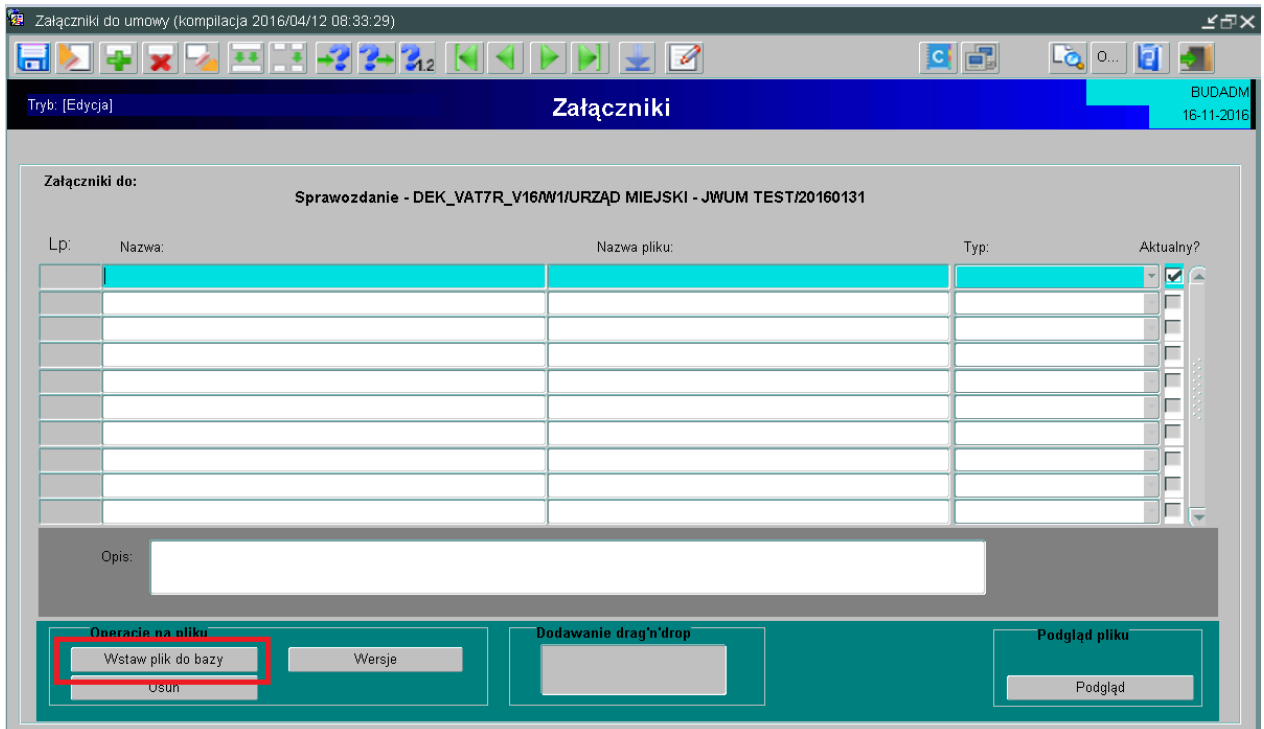 Załączniki do umowy (kompilacja 2016/04/12 08:33:29)
1.2
C
O...
Tryb: [Edycja]
Załączniki
BUDADM
16-11-2016
Załączniki do:
Sprawozdanie - DEK_VAT7R_V16/W1/URZĄD MIEJSKI - JWUM TEST/20160131
Lp: Nazwa: Nazwa pliku: Typ: Aktualny?
Opis:
Operacje na pliku Dodawanie drag'n'drop Podgląd pliku
Wstaw plik do bazy Wersje
Usuń Podgląd